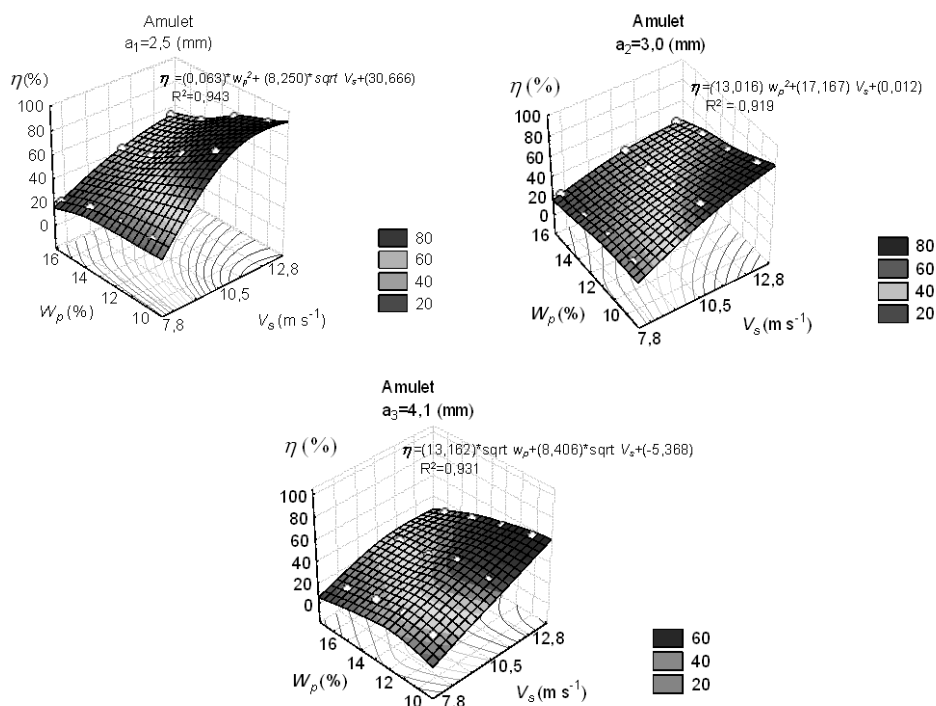 Amulet
a₁=2,5 (mm)
η(%)
η=(0,063)*wₚ²+ (8,250)*sqrt Vₛ+(30,666)
R²=0,943
100
80
60
40
20
0
16
14
12
10
Wₚ(%)
7,8
10,5
12,8
Vₛ(m s⁻¹)
80
60
40
20
Amulet
a₂=3,0 (mm)
η(%)
η=(13,016) wₚ²+(17,167) Vₛ+(0,012)
R² = 0,919
100
80
60
40
20
0
16
14
12
10
Wₚ(%)
7,8
10,5
12,8
Vₛ(m s⁻¹)
80
60
40
20
Amulet
a₃=4,1 (mm)
η(%)
η=(13,162)*sqrt wₚ+(8,406)*sqrt Vₛ+(-5,368)
R²=0,931
100
80
60
40
20
0
16
14
12
10
Wₚ(%)
7,8
10,5
12,8
Vₛ(m s⁻¹)
60
40
20